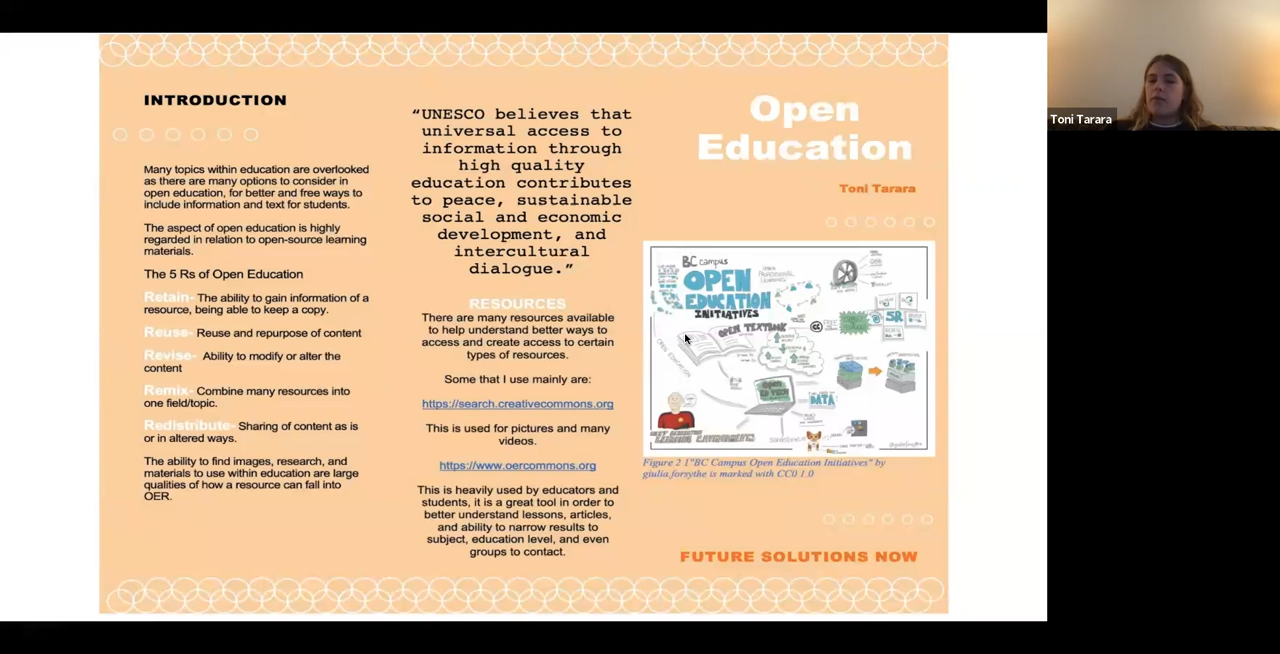 INTRODUCTION
Many topics within education are overlooked
as there are many options to consider in
open education, for better and free ways to
include information and text for students.
The aspect of open education is highly
regarded in relation to open-source learning
materials.
The 5 Rs of Open Education
Retain- The ability to gain information of a
resource, being able to keep a copy.
Reuse- Reuse and repurpose of content
Revise- Ability to modify or alter the
content
Remix- Combine many resources into
one field/topic.
Redistribute- Sharing of content as is
or in altered ways.
The ability to find images, research, and
materials to use within education are large
qualities of how a resource can fall into
OER.
“UNESCO believes that
universal access to
information through
high quality
education contributes
to peace, sustainable
social and economic
development, and
intercultural
dialogue.”
RESOURCES
There are many resources available
to help understand better ways to
access and create access to certain
types of resources.
Some that I use mainly are:
https://search.creativecommons.org
This is used for pictures and many
videos.
https://www.oercommons.org
This is heavily used by educators and
students, it is a great tool in order to
better understand lessons, articles,
and ability to narrow results to
subject, education level, and even
groups to contact.
Open
Education
Toni Tarara
BC campus
OPEN
EDUCATION
INITIATIVES
OPEN TEXTBOOK
OPEN EDUCATION
cc
5R
OPEN
ED TECH
DATA
NEXT GENERATION
LEARNING ENVIRONMENTS
Figure 2 1"BC Campus Open Education Initiatives" by
giulia.forsythe is marked with CC0 1.0
FUTURE SOLUTIONS NOW
Toni Tarara